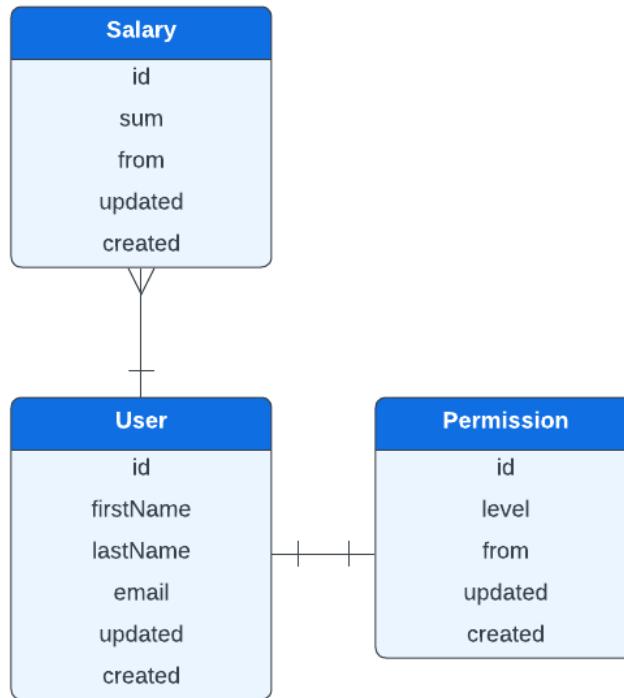 Salary
id
sum
from
updated
created
User
id
firstName
lastName
email
updated
created
Permission
id
level
from
updated
created